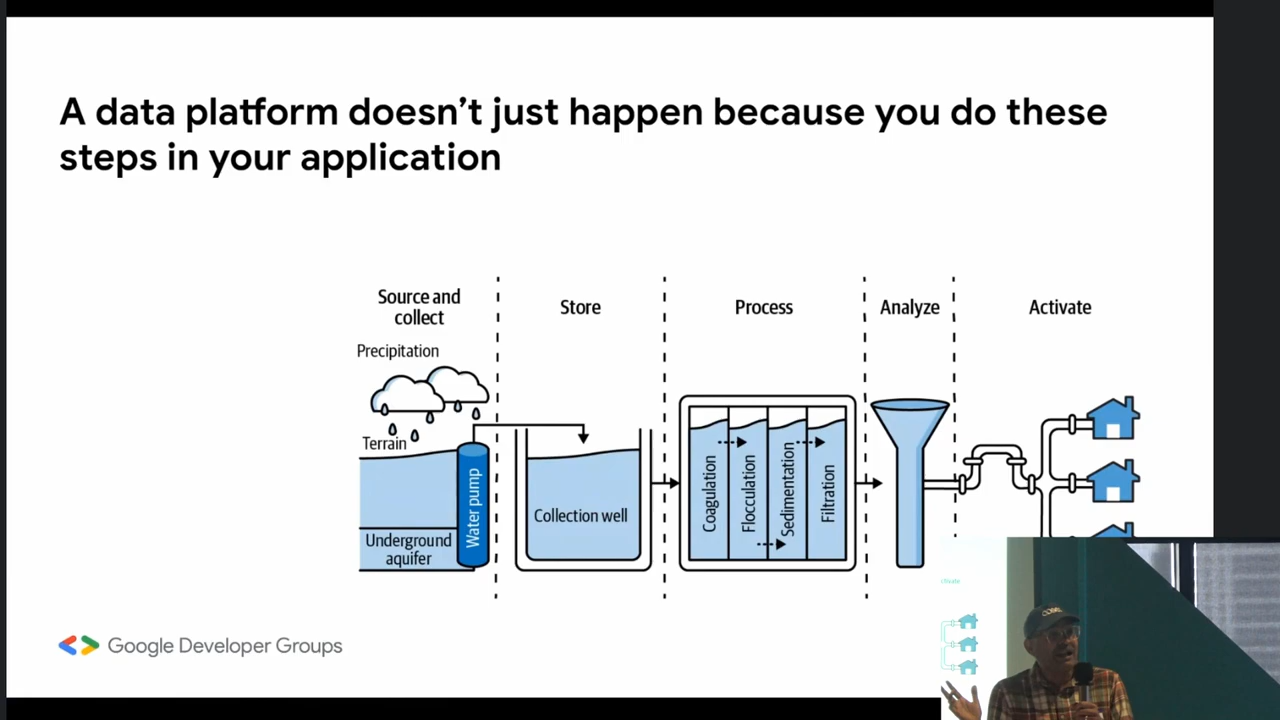 A data platform doesn't just happen because you do these
steps in your application
Source and
collect
Store
Process
Analyze
Activate
Precipitation
Terrain
Water pump
Underground
aquifer
Collection well
Coagulation
Flocculation
Sedimentation
Filtration
Google Developer Groups